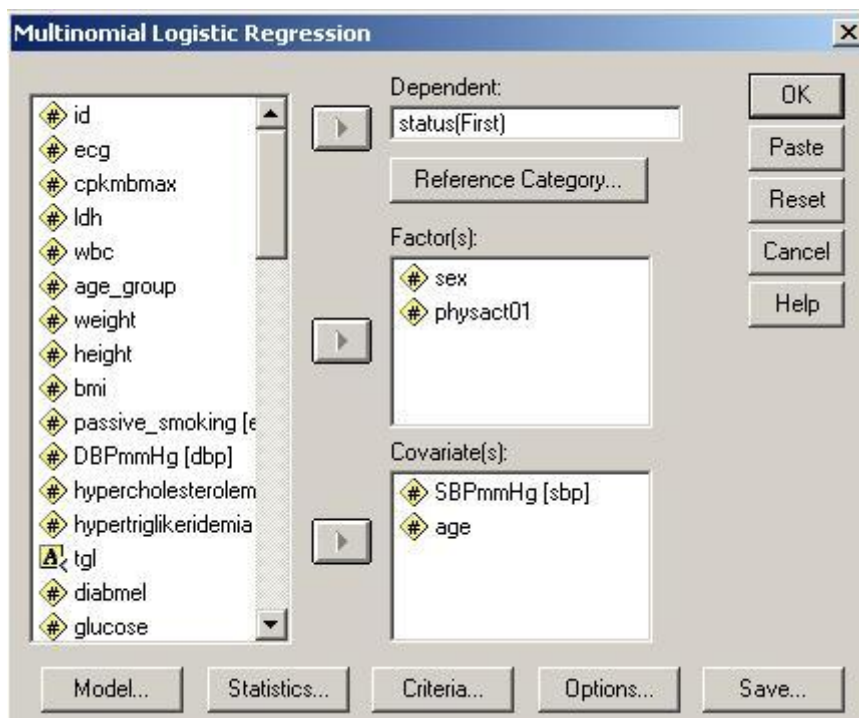 Multinomial Logistic Regression
id
ecg
cpkmbmax
ldh
wbc
age_group
weight
height
bmi
passive_smoking [e
DBPmmHg [dbp]
hypercholesterolem
hypertriglikeridemia
tgl
diabmel
glucose
Dependent:
status(First)
Reference Category...
Factor(s):
sex
physact01
Covariate(s):
SBPmmHg [sbp]
age
OK
Paste
Reset
Cancel
Help
Model...
Statistics...
Criteria...
Options...
Save...